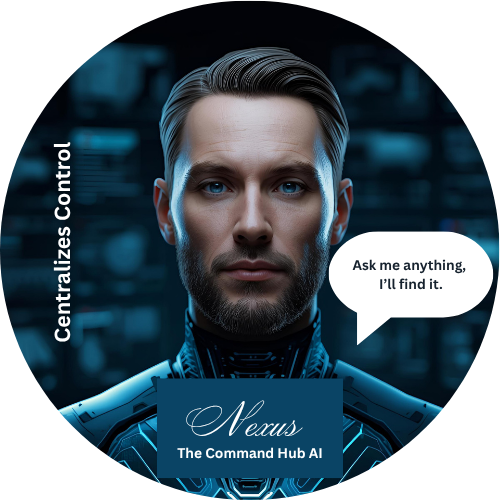 Centralizes Control
Ask me anything,
I’ll find it.
Nexus
The Command Hub AI